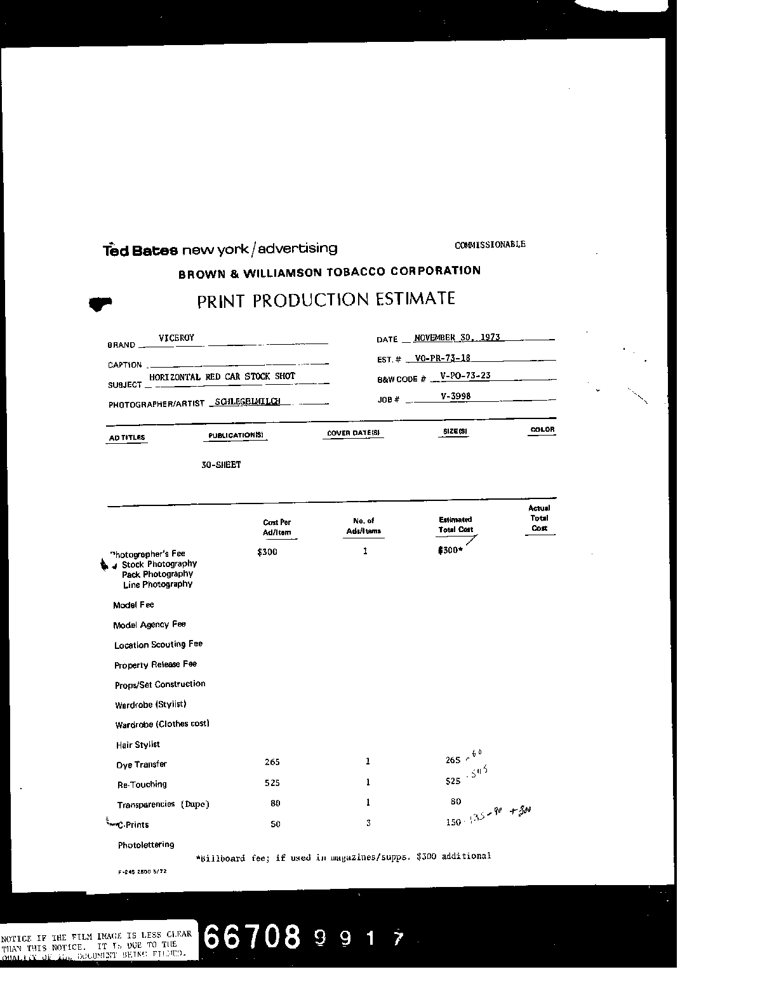 COMMISSIONABLE
Ted Bates new york/advertising
BROWN & WILLIAMSON TOBACCO CORPORATION
PRINT PRODUCTION ESTIMATE
BRAND VICEROY DATE NOVEMBER 30, 1973
CAPTION EST. # VO-PR-73-18
SUBJECT HORIZONTAL RED CAR STOCK SHOT B&W CODE # V-PO-73-23
PHOTOGRAPHER/ARTIST SCHLEGELMILCH JOB # V-3998
AD TITLES PUBLICATION(S) COVER DATE(S) SIZE(S) COLOR
30-SHEET
Cost Per Ad/Item No. of Ads/Items Estimated Total Cost Actual Total Cost
Photographer's Fee $300 1 $300*
Stock Photography
Pack Photography
Line Photography
Model Fee
Model Agency Fee
Location Scouting Fee
Property Release Fee
Props/Set Construction
Wardrobe (Stylist)
Wardrobe (Clothes cost)
Hair Stylist
Dye Transfer 265 1 265
Re-Touching 525 1 525
Transparencies (Dupe) 80 1 80
C-Prints 50 3 150
Photolettering
*Billboard fee; if used in magazines/supps. $300 additional
F-245 2500 5/72
NOTICE IF THE FILM IMAGE IS LESS CLEAR
THAN THIS NOTICE. IT IS DUE TO THE
QUALITY OF THE DOCUMENT BEING FILMED.
66708 9917